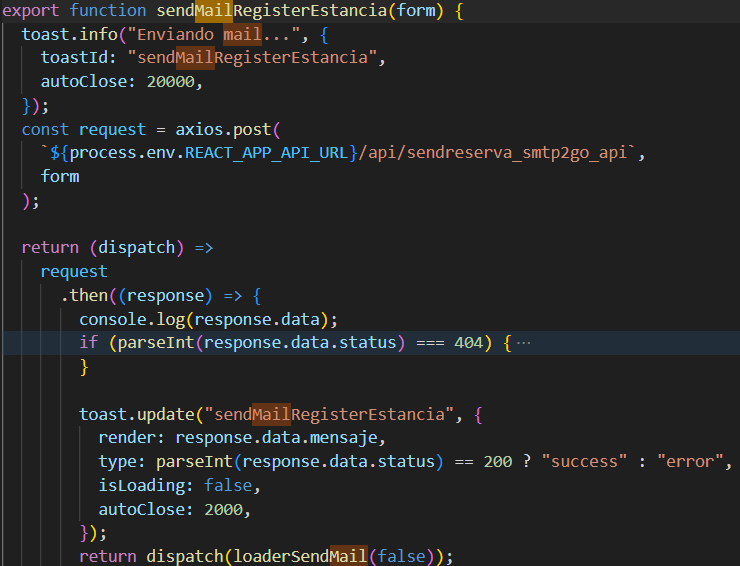 export function sendMailRegisterEstancia(form) {
toast.info("Enviando mail...", {
toastId: "sendMailRegisterEstancia",
autoClose: 20000,
});
const request = axios.post(
`${process.env.REACT_APP_API_URL}/api/sendreserva_smtp2go_api`,
form
);
return (dispatch) =>
request
.then((response) => {
console.log(response.data);
if (parseInt(response.data.status) === 404) {…
}
toast.update("sendMailRegisterEstancia", {
render: response.data.mensaje,
type: parseInt(response.data.status) == 200 ? "success" : "error",
isLoading: false,
autoClose: 2000,
});
return dispatch(loaderSendMail(false));